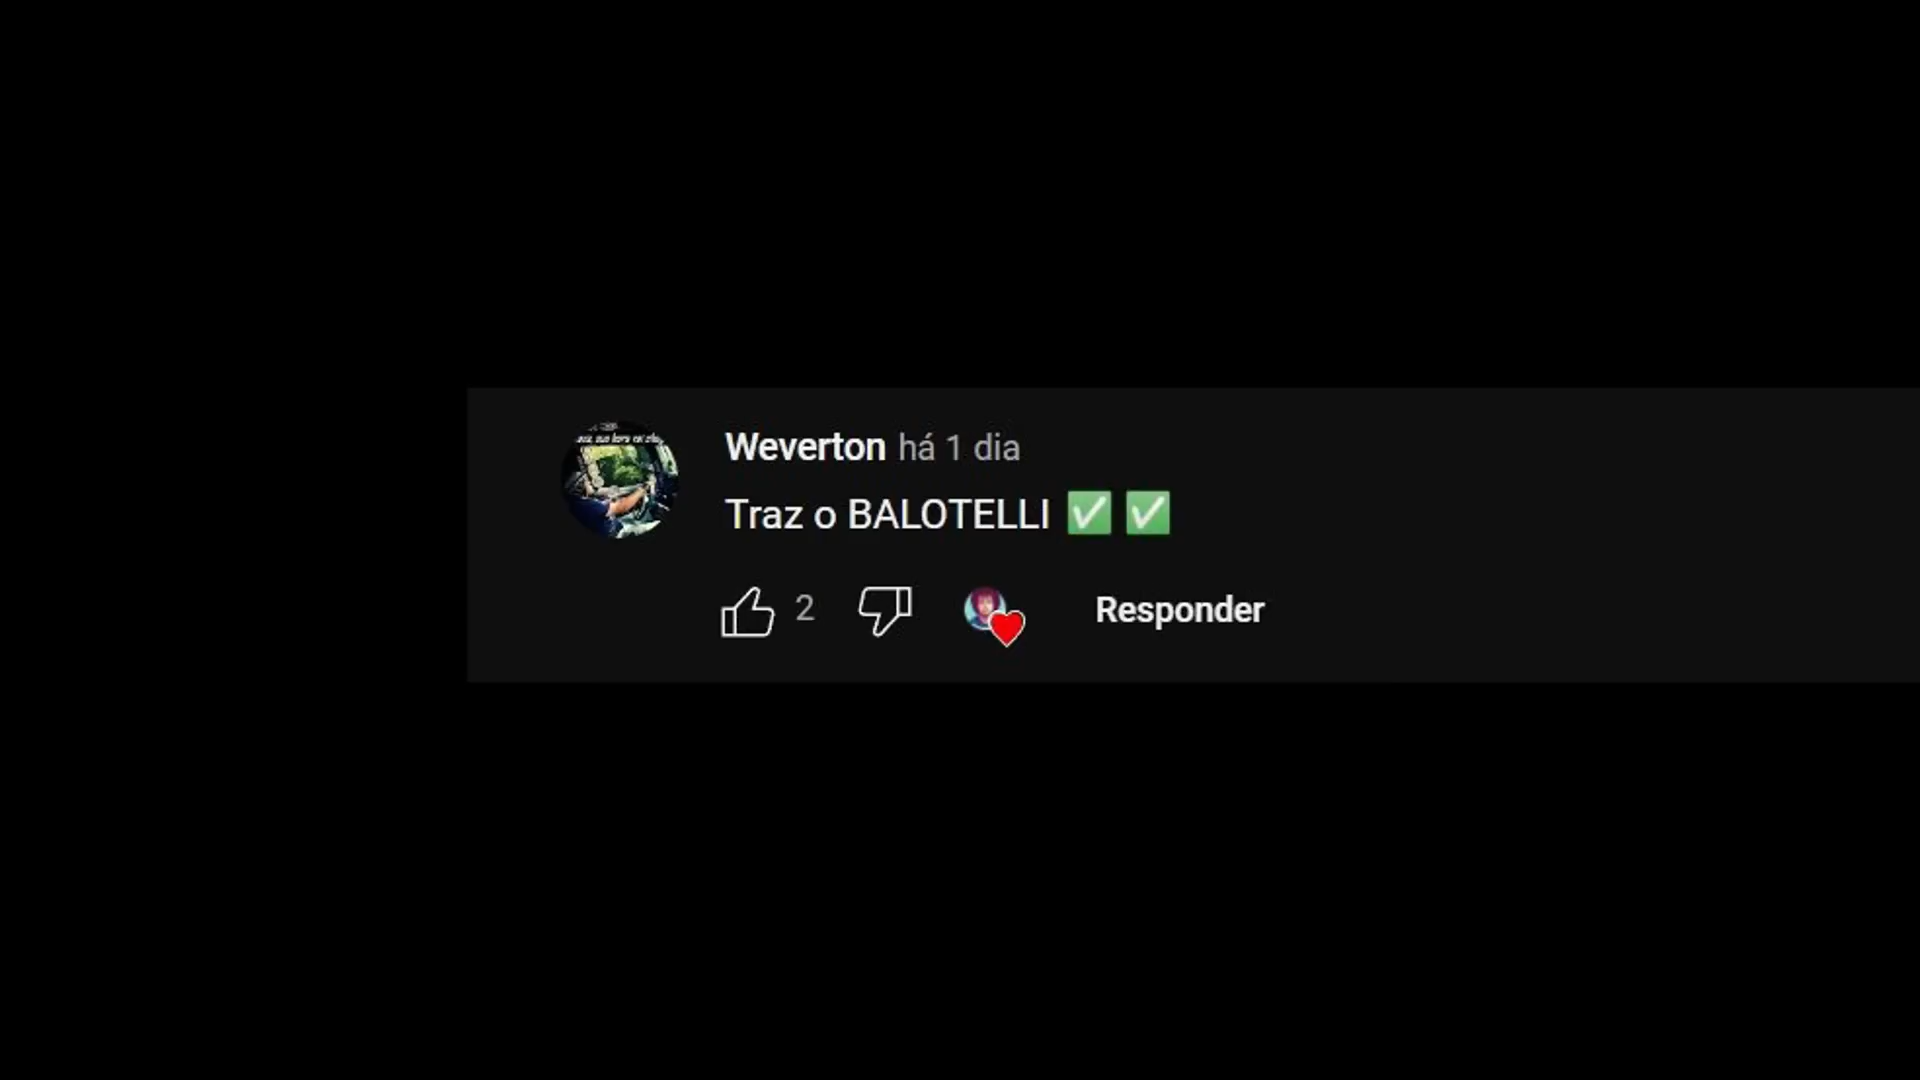 Weverton há 1 dia
Traz o BALOTELLI ✅ ✅
2 Responder